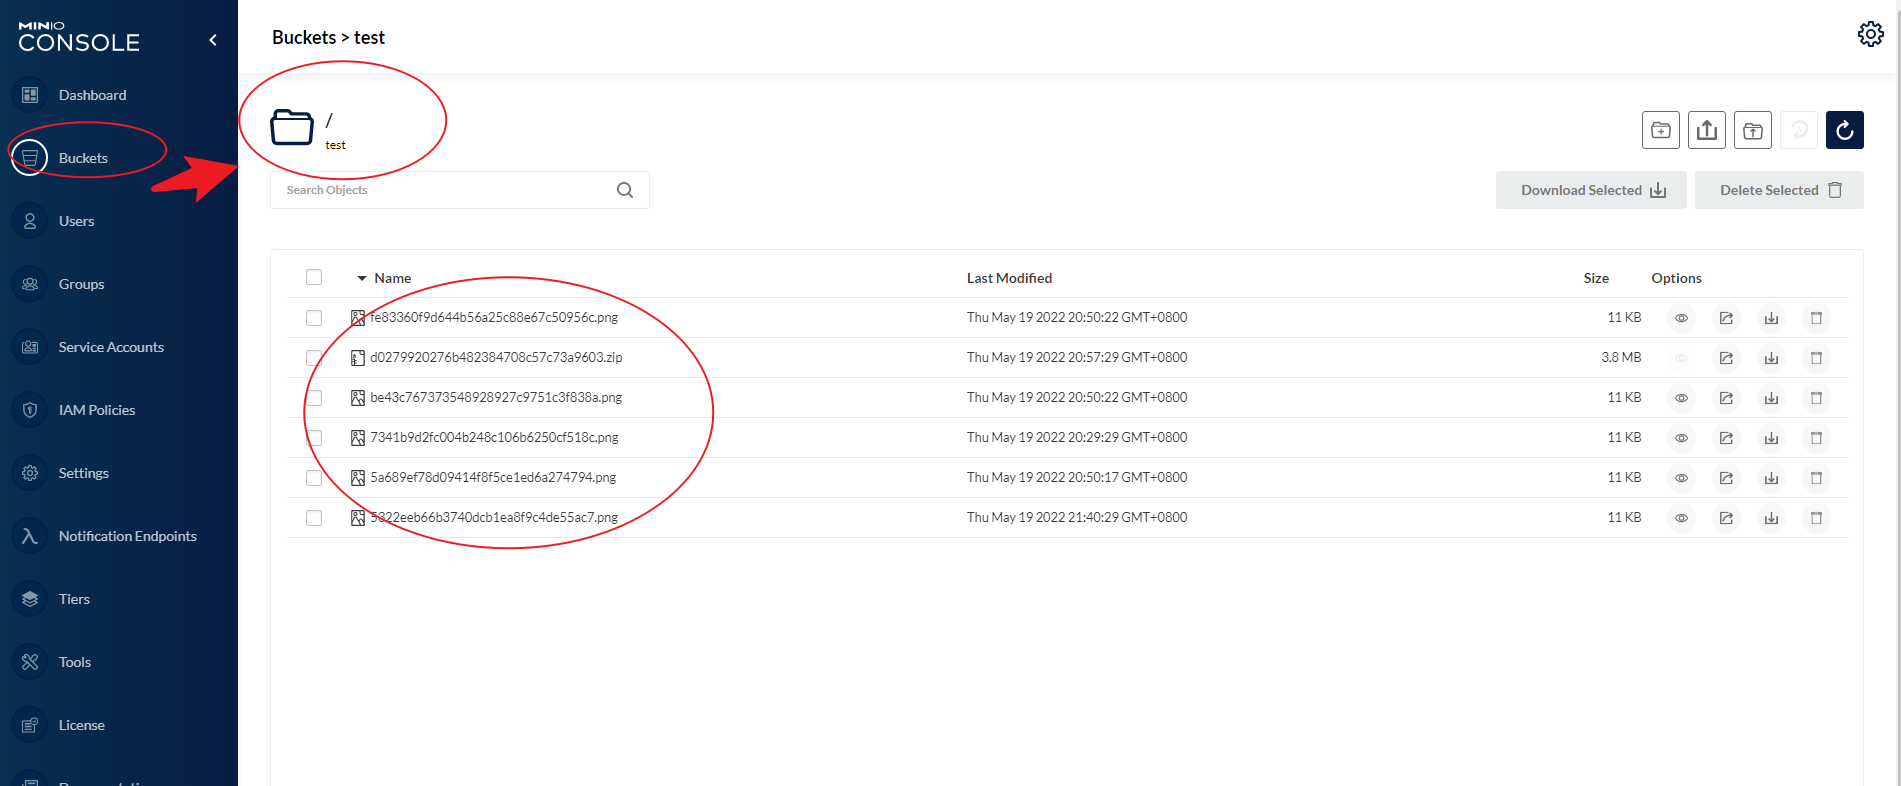 MINIO
CONSOLE
Dashboard
Buckets
Users
Groups
Service Accounts
IAM Policies
Settings
Notification Endpoints
Tiers
Tools
License
Buckets > test
/
test
Search Objects
Download Selected
Delete Selected
Name Last Modified Size Options
fe83360f9d644b56a25c88e67c50956c.png Thu May 19 2022 20:50:22 GMT+0800 11 KB
d0279920276b482384708c57c73a9603.zip Thu May 19 2022 20:57:29 GMT+0800 3.8 MB
be43c767373548928927c9751c3f838a.png Thu May 19 2022 20:50:22 GMT+0800 11 KB
7341b9d2fc004b248c106b6250cf518c.png Thu May 19 2022 20:29:29 GMT+0800 11 KB
5a689ef78d09414f8f5ce1ed6a274794.png Thu May 19 2022 20:50:17 GMT+0800 11 KB
5322eeb66b3740dcb1ea8f9c4de55ac7.png Thu May 19 2022 21:40:29 GMT+0800 11 KB